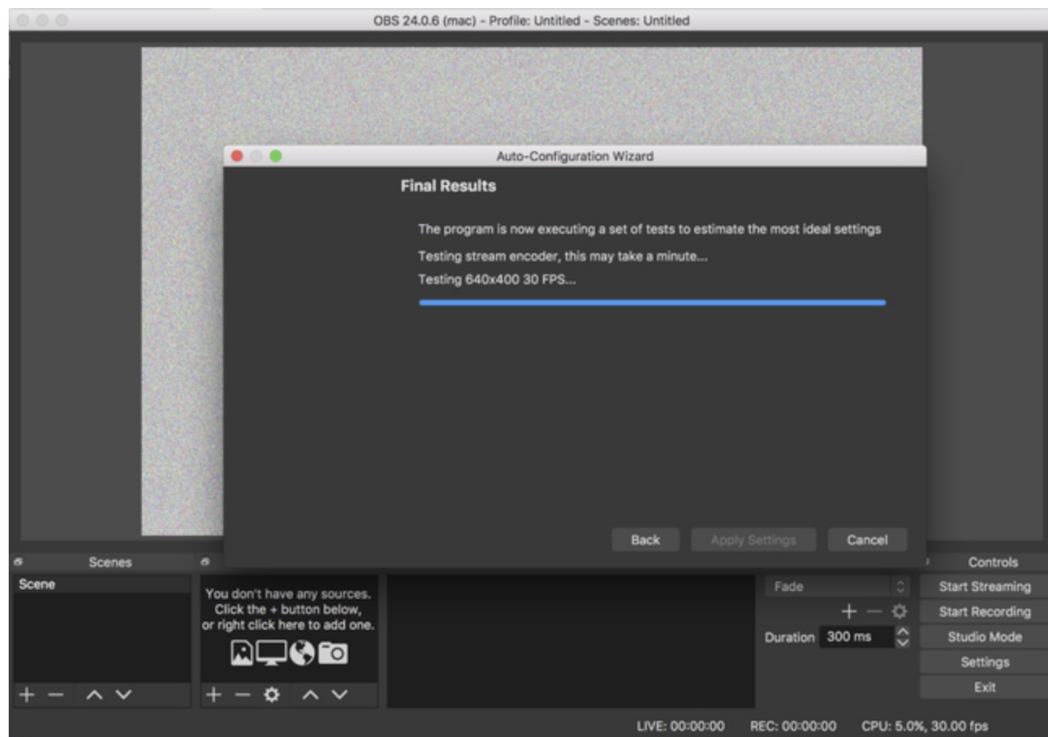 OBS 24.0.6 (mac) - Profile: Untitled - Scenes: Untitled
Auto-Configuration Wizard
Final Results
The program is now executing a set of tests to estimate the most ideal settings
Testing stream encoder, this may take a minute...
Testing 640x400 30 FPS...
Back
Apply Settings
Cancel
Scenes
Controls
Scene
You don't have any sources.
Click the + button below,
or right click here to add one.
Fade
Duration 300 ms
Start Streaming
Start Recording
Studio Mode
Settings
Exit
LIVE: 00:00:00 REC: 00:00:00 CPU: 5.0%, 30.00 fps